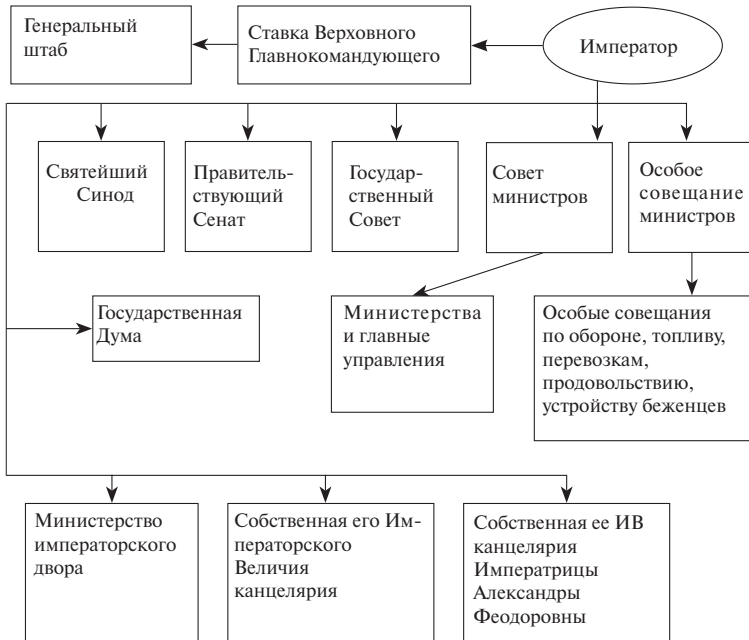 Генеральный
штаб
Ставка Верховного
Главнокомандующего
Император
Святейший
Синод
Правитель-
ствующий
Сенат
Государ-
ственный
Совет
Совет
министров
Особое
совещание
министров
Государственная
Дума
Министерства
и главные
управления
Особые совещания
по обороне, топливу,
перевозкам,
продовольствию,
устройству беженцев
Министерство
императорского
двора
Собственная его Им-
ператорского
Величия
канцелярия
Собственная ее ИВ
канцелярия
Императрицы
Александры
Феодоровны